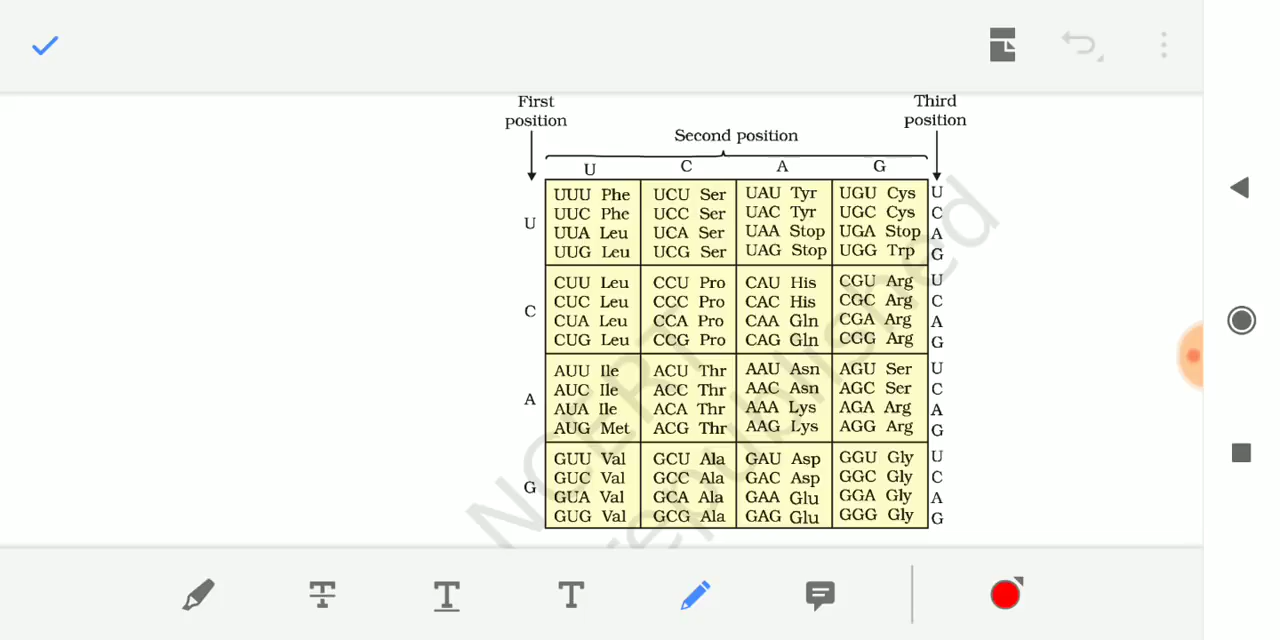 First position
Third position
Second position
U C A G
UUU Phe UCU Ser UAU Tyr UGU Cys U
UUC Phe UCC Ser UAC Tyr UGC Cys C
U
UUA Leu UCA Ser UAA Stop UGA Stop A
UUG Leu UCG Ser UAG Stop UGG Trp G
CUU Leu CCU Pro CAU His CGU Arg U
CUC Leu CCC Pro CAC His CGC Arg C
C
CUA Leu CCA Pro CAA Gln CGA Arg A
CUG Leu CCG Pro CAG Gln CGG Arg G
AUU Ile ACU Thr AAU Asn AGU Ser U
AUC Ile ACC Thr AAC Asn AGC Ser C
A
AUA Ile ACA Thr AAA Lys AGA Arg A
AUG Met ACG Thr AAG Lys AGG Arg G
GUU Val GCU Ala GAU Asp GGU Gly U
GUC Val GCC Ala GAC Asp GGC Gly C
G
GUA Val GCA Ala GAA Glu GGA Gly A
GUG Val GCG Ala GAG Glu GGG Gly G
NCERT
republished
T T T